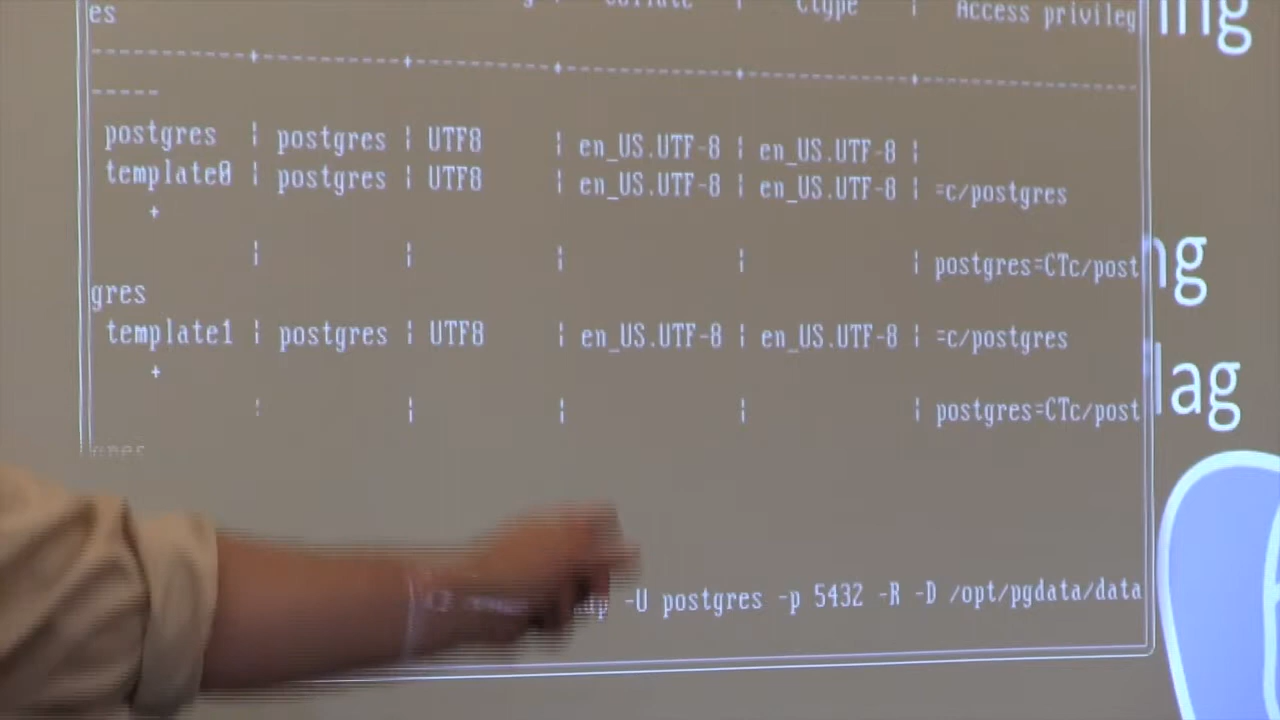 es | Collate | Ctype | Access privileg
-----
postgres | postgres | UTF8 | en_US.UTF-8 | en_US.UTF-8 |
template0 | postgres | UTF8 | en_US.UTF-8 | en_US.UTF-8 | =c/postgres
+
| | | | | postgres=CTc/post
gres
template1 | postgres | UTF8 | en_US.UTF-8 | en_US.UTF-8 | =c/postgres
+
| | | | | postgres=CTc/post
-U postgres -p 5432 -R -D /opt/pgdata/data
ing
ng
lag